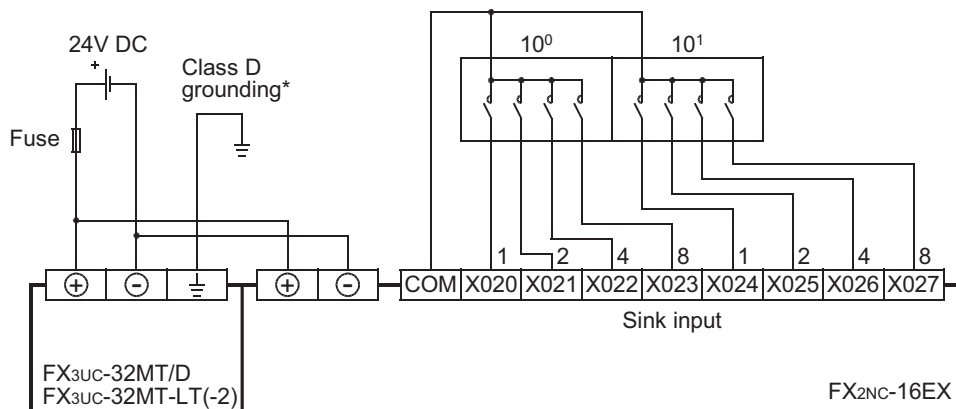 24V DC
+
Class D
grounding*
Fuse
10⁰ 10¹
1 2 4 8 1 2 4 8
+ - + - COM X020 X021 X022 X023 X024 X025 X026 X027
Sink input
FX3UC-32MT/D
FX3UC-32MT-LT(-2)
FX2NC-16EX